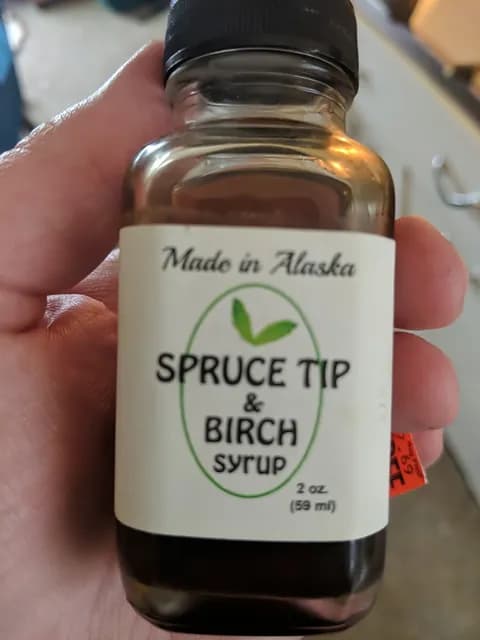 Made in Alaska
SPRUCE TIP
&
BIRCH
syrup
2 oz.
(59 ml)